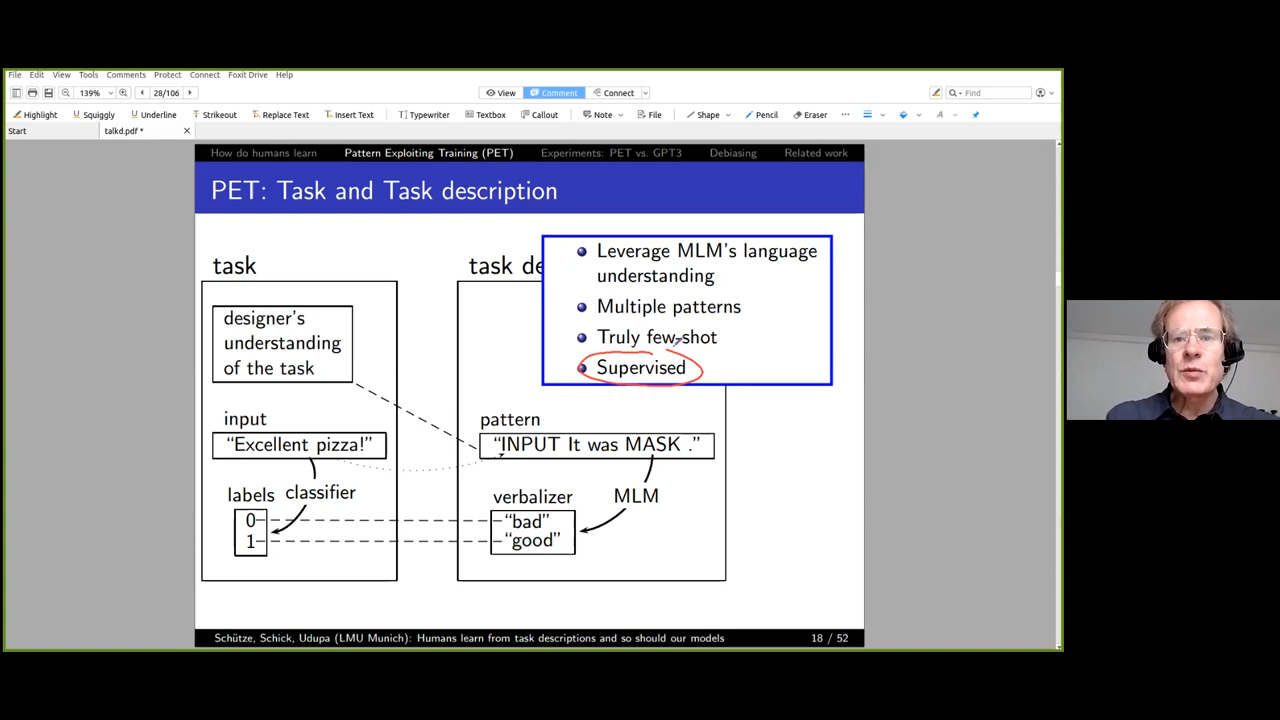 File Edit View Tools Comments Protect Connect Foxit Drive Help
139% 28/106 View Comment Connect Find
Highlight Squiggly Underline Strikeout Replace Text Insert Text Typewriter Textbox Callout Note File Shape Pencil Eraser
Start talkd.pdf *
How do humans learn Pattern Exploiting Training (PET) Experiments: PET vs. GPT3 Debiasing Related work
PET: Task and Task description
task
designer's
understanding
of the task
input
"Excellent pizza!"
labels classifier
0
1
task de
Leverage MLM's language
understanding
Multiple patterns
Truly few-shot
Supervised
pattern
"INPUT It was MASK ."
verbalizer MLM
"bad"
"good"
Schütze, Schick, Udupa (LMU Munich): Humans learn from task descriptions and so should our models 18 / 52